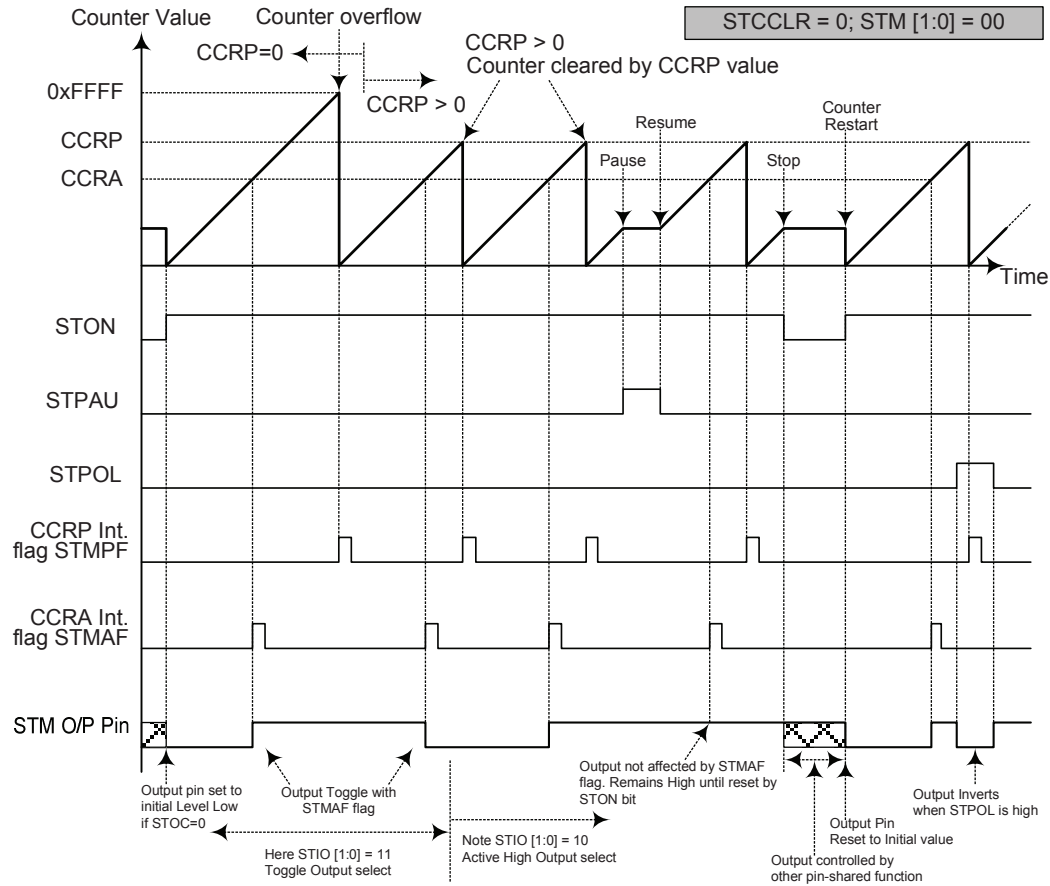 Counter Value
Counter overflow
STCCLR = 0; STM [1:0] = 00
CCRP=0
CCRP > 0
CCRP > 0
Counter cleared by CCRP value
0xFFFF
CCRP
CCRA
Pause
Resume
Stop
Counter
Restart
Time
STON
STPAU
STPOL
CCRP Int.
flag STMPF
CCRA Int.
flag STMAF
STM O/P Pin
Output pin set to
initial Level Low
if STOC=0
Output Toggle with
STMAF flag
Here STIO [1:0] = 11
Toggle Output select
Note STIO [1:0] = 10
Active High Output select
Output not affected by STMAF
flag. Remains High until reset by
STON bit
Output controlled by
other pin-shared function
Output Pin
Reset to Initial value
Output Inverts
when STPOL is high